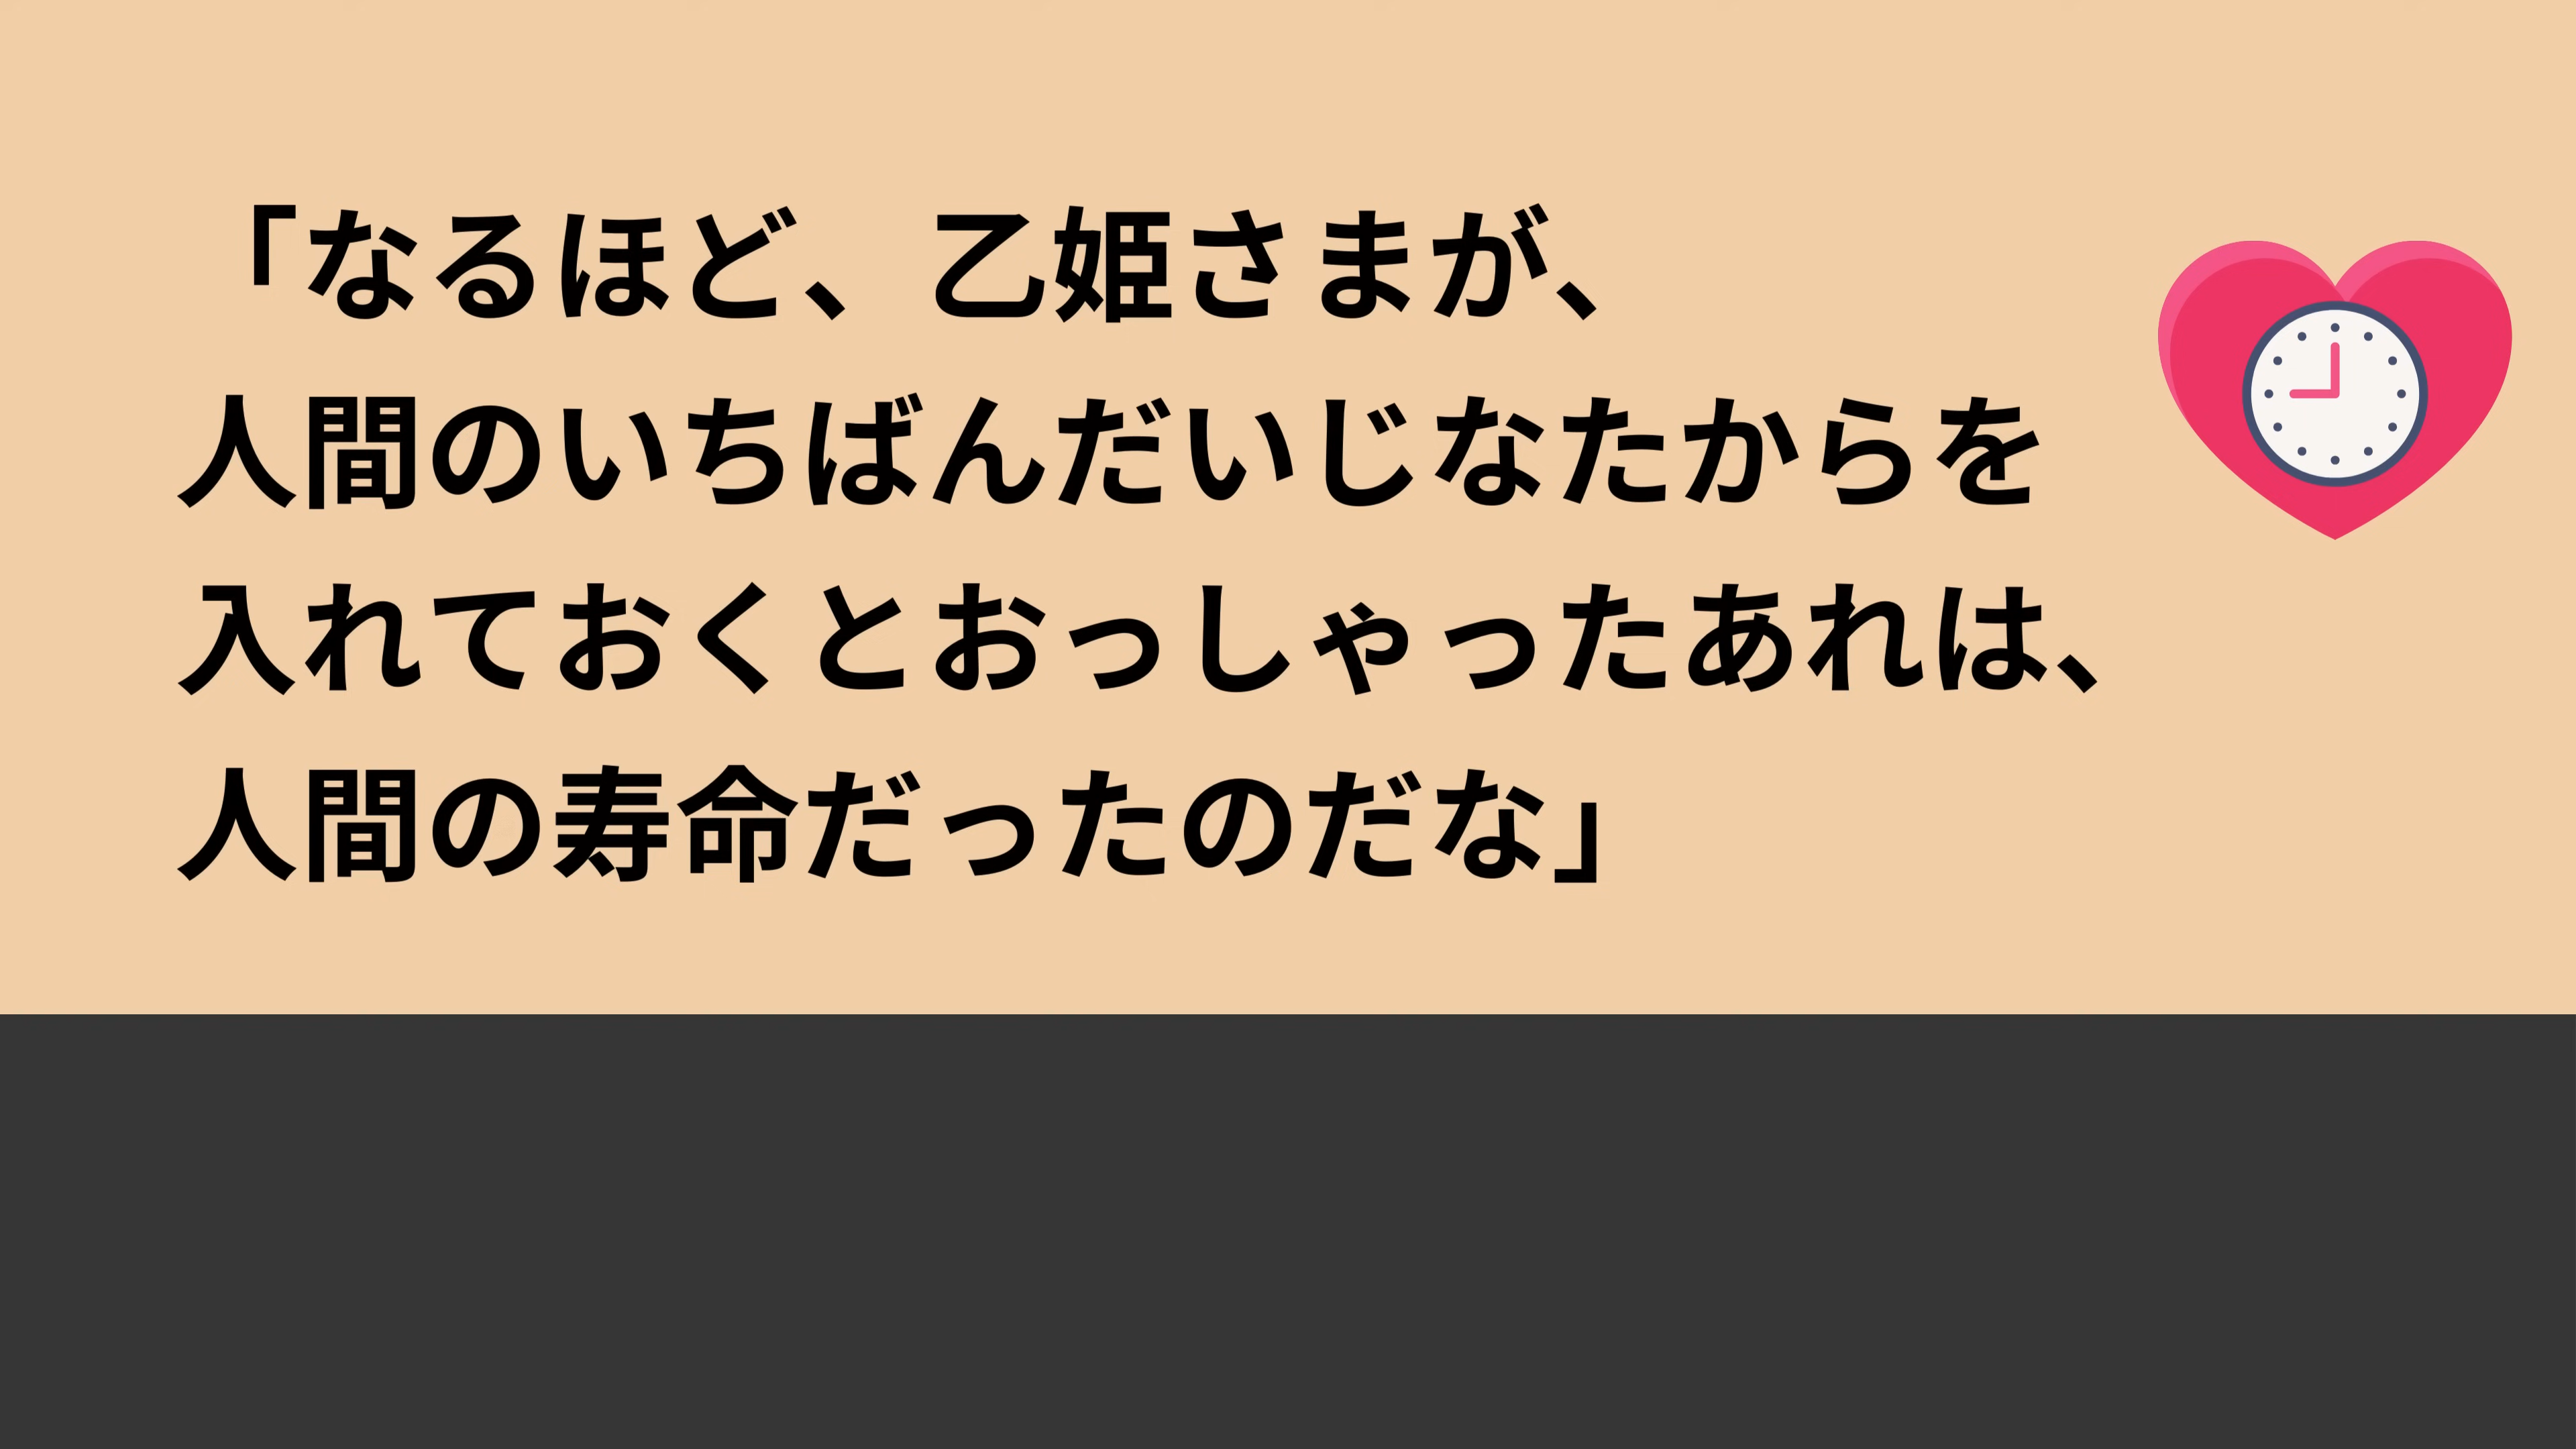 「なるほど、乙姫さまが、
人間のいちばんだいじなたからを
入れておくとおっしゃったあれは、
人間の寿命だったのだな」